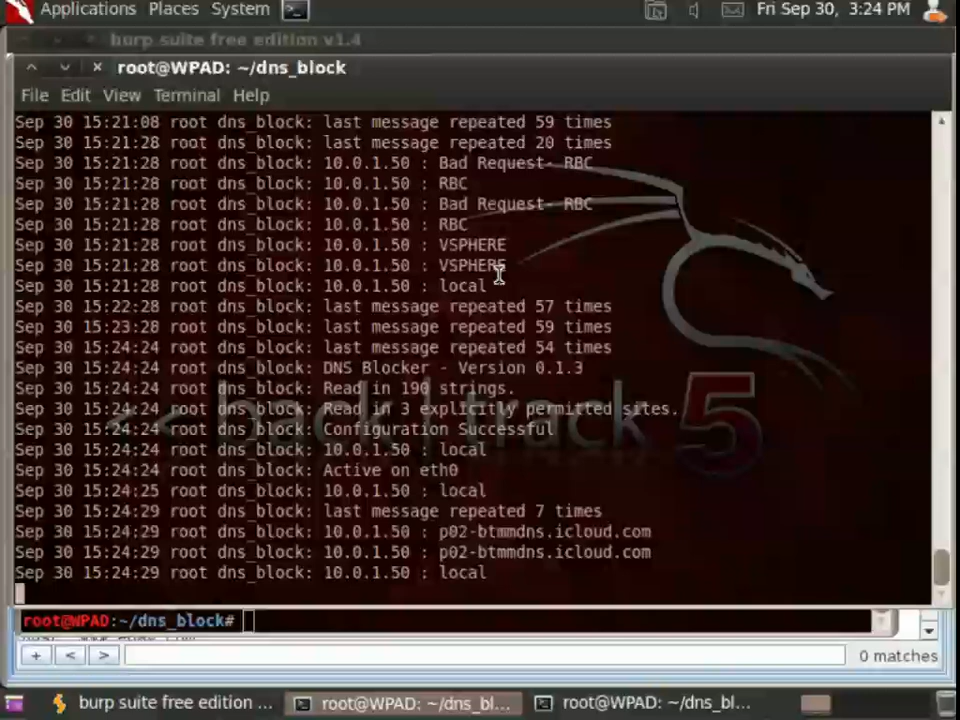 Applications Places System Fri Sep 30, 3:24 PM
burp suite free edition v1.4
root@WPAD: ~/dns_block
File Edit View Terminal Help
Sep 30 15:21:08 root dns_block: last message repeated 59 times
Sep 30 15:21:28 root dns_block: last message repeated 20 times
Sep 30 15:21:28 root dns_block: 10.0.1.50 : Bad Request- RBC
Sep 30 15:21:28 root dns_block: 10.0.1.50 : RBC
Sep 30 15:21:28 root dns_block: 10.0.1.50 : Bad Request- RBC
Sep 30 15:21:28 root dns_block: 10.0.1.50 : RBC
Sep 30 15:21:28 root dns_block: 10.0.1.50 : VSPHERE
Sep 30 15:21:28 root dns_block: 10.0.1.50 : VSPHERE
Sep 30 15:21:28 root dns_block: 10.0.1.50 : local
Sep 30 15:22:28 root dns_block: last message repeated 57 times
Sep 30 15:23:28 root dns_block: last message repeated 59 times
Sep 30 15:24:24 root dns_block: last message repeated 54 times
Sep 30 15:24:24 root dns_block: DNS Blocker - Version 0.1.3
Sep 30 15:24:24 root dns_block: Read in 190 strings.
Sep 30 15:24:24 root dns_block: Read in 3 explicitly permitted sites.
Sep 30 15:24:24 root dns_block: Configuration Successful
Sep 30 15:24:24 root dns_block: 10.0.1.50 : local
Sep 30 15:24:24 root dns_block: Active on eth0
Sep 30 15:24:25 root dns_block: 10.0.1.50 : local
Sep 30 15:24:29 root dns_block: last message repeated 7 times
Sep 30 15:24:29 root dns_block: 10.0.1.50 : p02-btmmdns.icloud.com
Sep 30 15:24:29 root dns_block: 10.0.1.50 : p02-btmmdns.icloud.com
Sep 30 15:24:29 root dns_block: 10.0.1.50 : local
<< back | track 5
root@WPAD:~/dns_block#
+ < > 0 matches
burp suite free edition ... root@WPAD: ~/dns_bl... root@WPAD: ~/dns_bl...